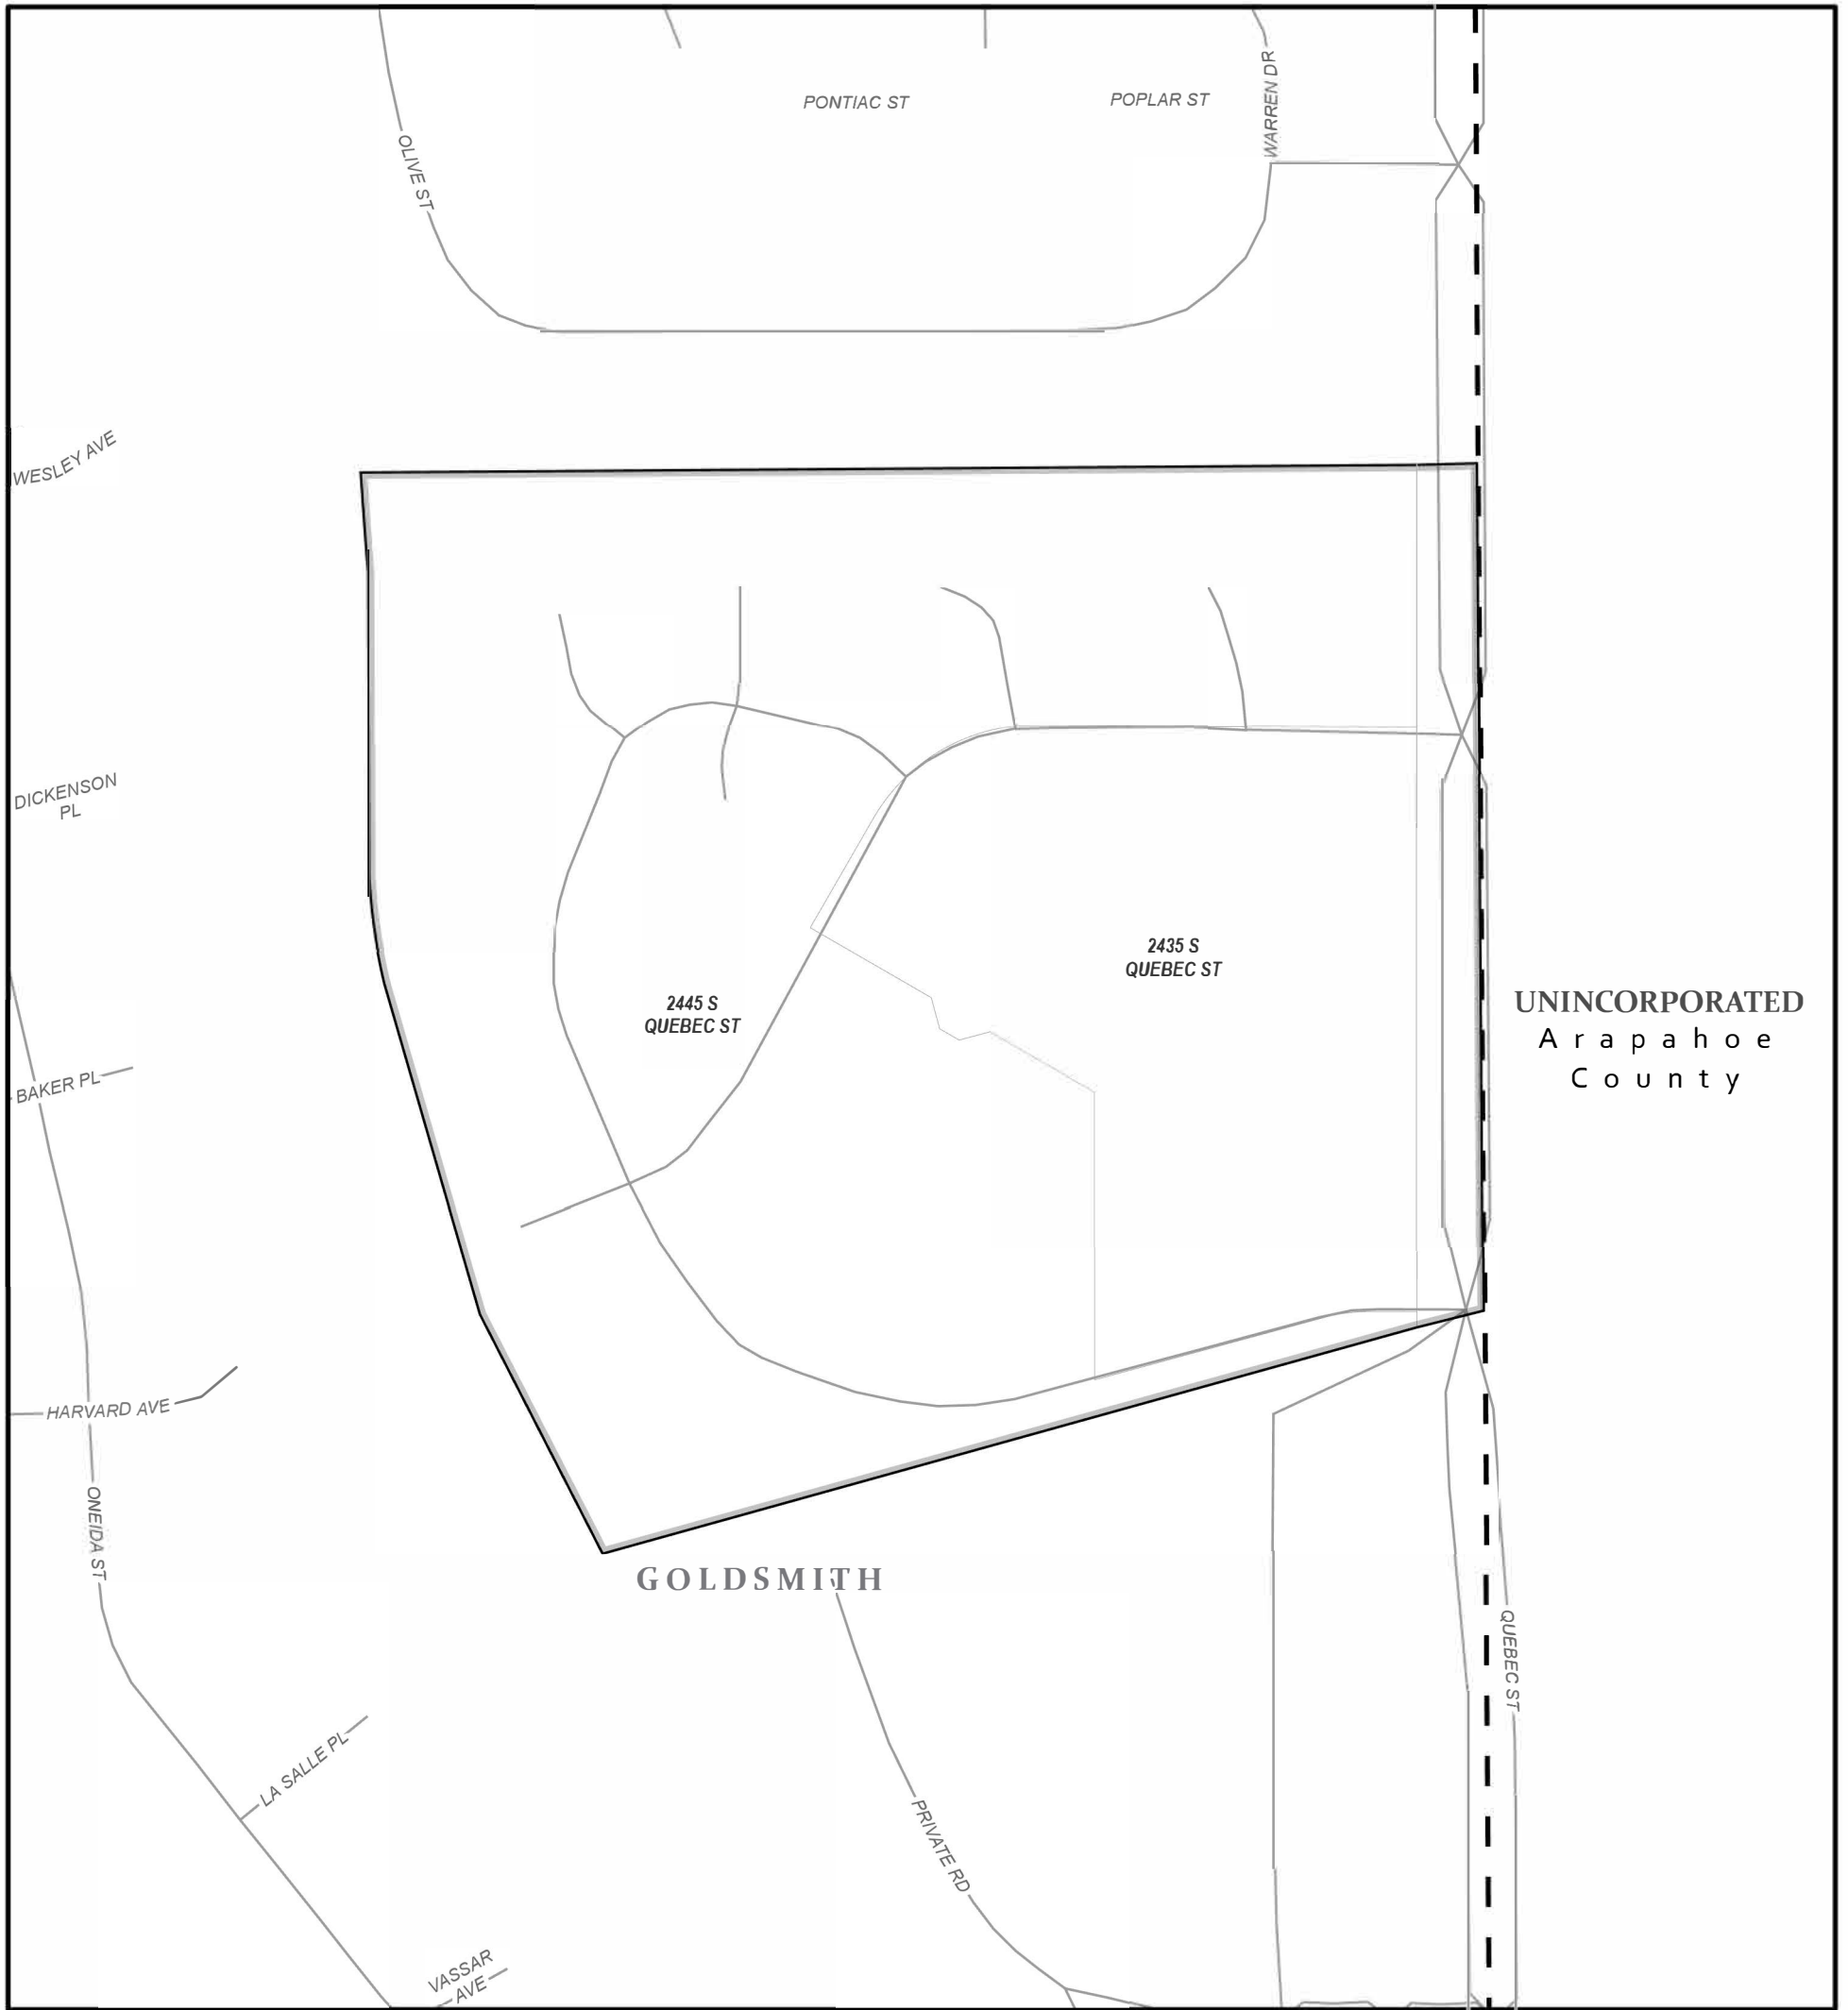 PONTIAC ST
POPLAR ST
WARREN DR
OLIVE ST
WESLEY AVE
DICKENSON
PL
2435 S
QUEBEC ST
2445 S
QUEBEC ST
UNINCORPORATED
Arapahoe
County
BAKER PL
HARVARD AVE
ONEIDA ST
GOLDSMITH
QUEBEC ST
LA SALLE PL
PRIVATE RD
VASSAR
AVE